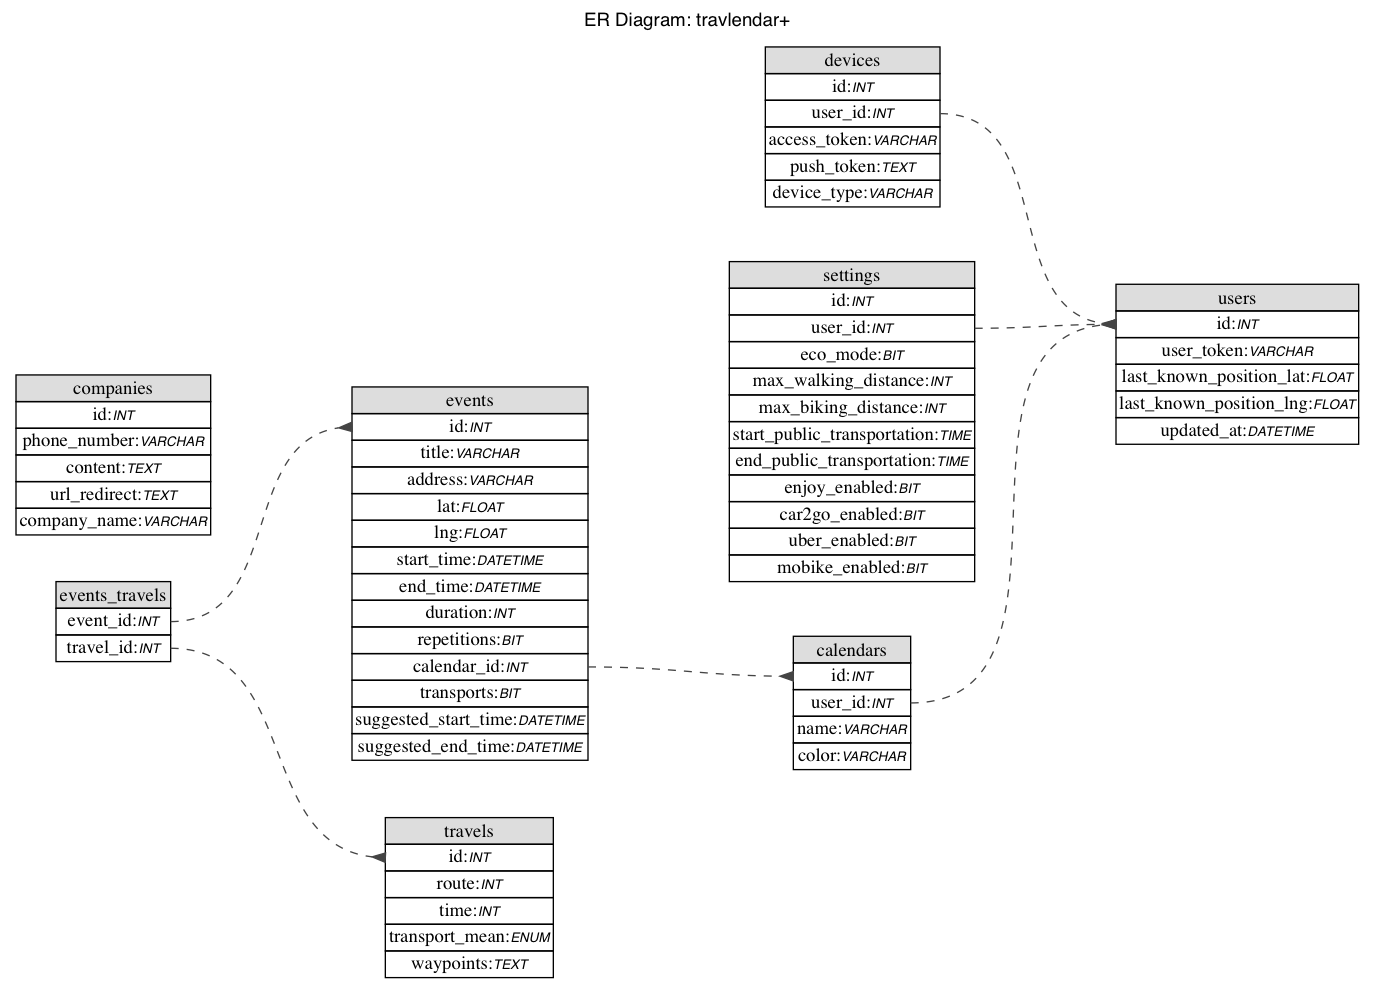 ER Diagram: travlendar+
devices
id:INT
user_id:INT
access_token:VARCHAR
push_token:TEXT
device_type:VARCHAR
settings
id:INT
user_id:INT
eco_mode:BIT
max_walking_distance:INT
max_biking_distance:INT
start_public_transportation:TIME
end_public_transportation:TIME
enjoy_enabled:BIT
car2go_enabled:BIT
uber_enabled:BIT
mobike_enabled:BIT
users
id:INT
user_token:VARCHAR
last_known_position_lat:FLOAT
last_known_position_lng:FLOAT
updated_at:DATETIME
companies
id:INT
phone_number:VARCHAR
content:TEXT
url_redirect:TEXT
company_name:VARCHAR
events
id:INT
title:VARCHAR
address:VARCHAR
lat:FLOAT
lng:FLOAT
start_time:DATETIME
end_time:DATETIME
duration:INT
repetitions:BIT
calendar_id:INT
transports:BIT
suggested_start_time:DATETIME
suggested_end_time:DATETIME
events_travels
event_id:INT
travel_id:INT
calendars
id:INT
user_id:INT
name:VARCHAR
color:VARCHAR
travels
id:INT
route:INT
time:INT
transport_mean:ENUM
waypoints:TEXT